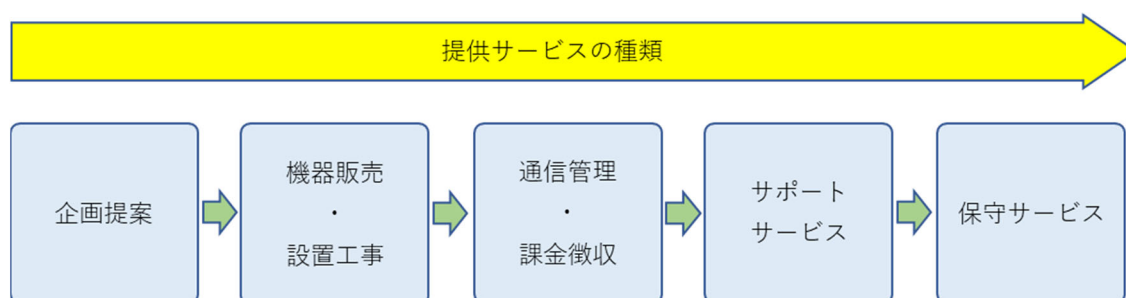 提供サービスの種類
企画提案
機器販売
・
設置工事
通信管理
・
課金徴収
サポート
サービス
保守サービス